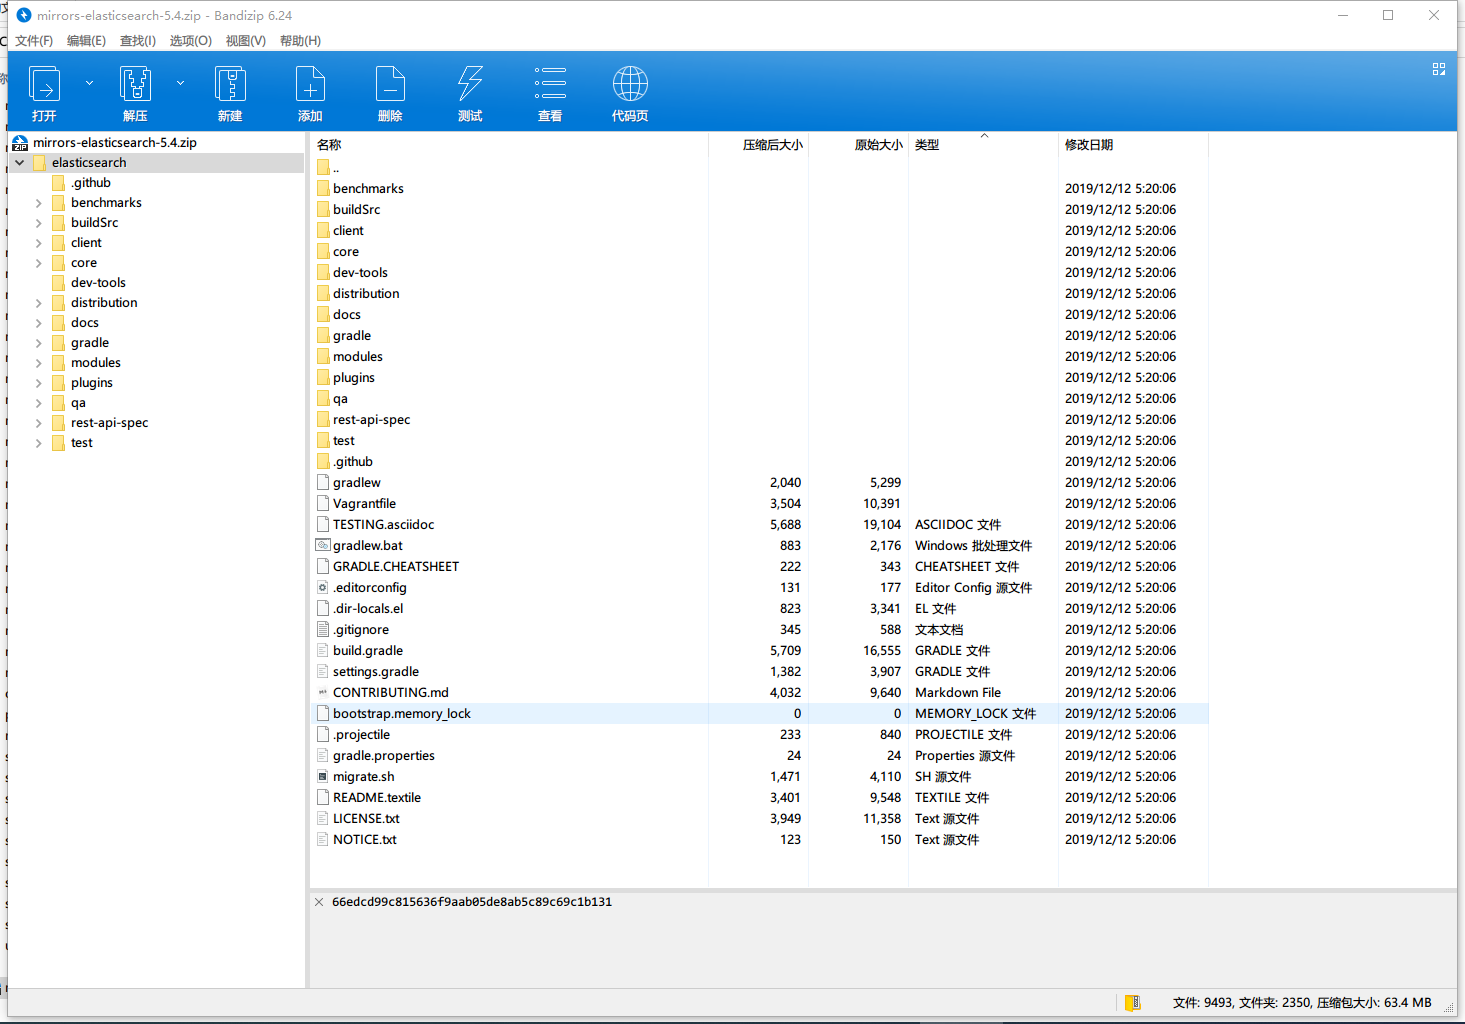 mirrors-elasticsearch-5.4.zip - Bandizip 6.24
文件(F) 编辑(E) 查找(I) 选项(O) 视图(V) 帮助(H)
打开 解压 新建 添加 删除 测试 查看 代码页
mirrors-elasticsearch-5.4.zip
elasticsearch
.github
benchmarks
buildSrc
client
core
dev-tools
distribution
docs
gradle
modules
plugins
qa
rest-api-spec
test
名称 压缩后大小 原始大小 类型 修改日期
..
benchmarks 2019/12/12 5:20:06
buildSrc 2019/12/12 5:20:06
client 2019/12/12 5:20:06
core 2019/12/12 5:20:06
dev-tools 2019/12/12 5:20:06
distribution 2019/12/12 5:20:06
docs 2019/12/12 5:20:06
gradle 2019/12/12 5:20:06
modules 2019/12/12 5:20:06
plugins 2019/12/12 5:20:06
qa 2019/12/12 5:20:06
rest-api-spec 2019/12/12 5:20:06
test 2019/12/12 5:20:06
.github 2019/12/12 5:20:06
gradlew 2,040 5,299 2019/12/12 5:20:06
Vagrantfile 3,504 10,391 2019/12/12 5:20:06
TESTING.asciidoc 5,688 19,104 ASCIIDOC 文件 2019/12/12 5:20:06
gradlew.bat 883 2,176 Windows 批处理文件 2019/12/12 5:20:06
GRADLE.CHEATSHEET 222 343 CHEATSHEET 文件 2019/12/12 5:20:06
.editorconfig 131 177 Editor Config 源文件 2019/12/12 5:20:06
.dir-locals.el 823 3,341 EL 文件 2019/12/12 5:20:06
.gitignore 345 588 文本文档 2019/12/12 5:20:06
build.gradle 5,709 16,555 GRADLE 文件 2019/12/12 5:20:06
settings.gradle 1,382 3,907 GRADLE 文件 2019/12/12 5:20:06
CONTRIBUTING.md 4,032 9,640 Markdown File 2019/12/12 5:20:06
bootstrap.memory_lock 0 0 MEMORY_LOCK 文件 2019/12/12 5:20:06
.projectile 233 840 PROJECTILE 文件 2019/12/12 5:20:06
gradle.properties 24 24 Properties 源文件 2019/12/12 5:20:06
migrate.sh 1,471 4,110 SH 源文件 2019/12/12 5:20:06
README.textile 3,401 9,548 TEXTILE 文件 2019/12/12 5:20:06
LICENSE.txt 3,949 11,358 Text 源文件 2019/12/12 5:20:06
NOTICE.txt 123 150 Text 源文件 2019/12/12 5:20:06
66edcd99c815636f9aab05de8ab5c89c69c1b131
文件: 9493, 文件夹: 2350, 压缩包大小: 63.4 MB